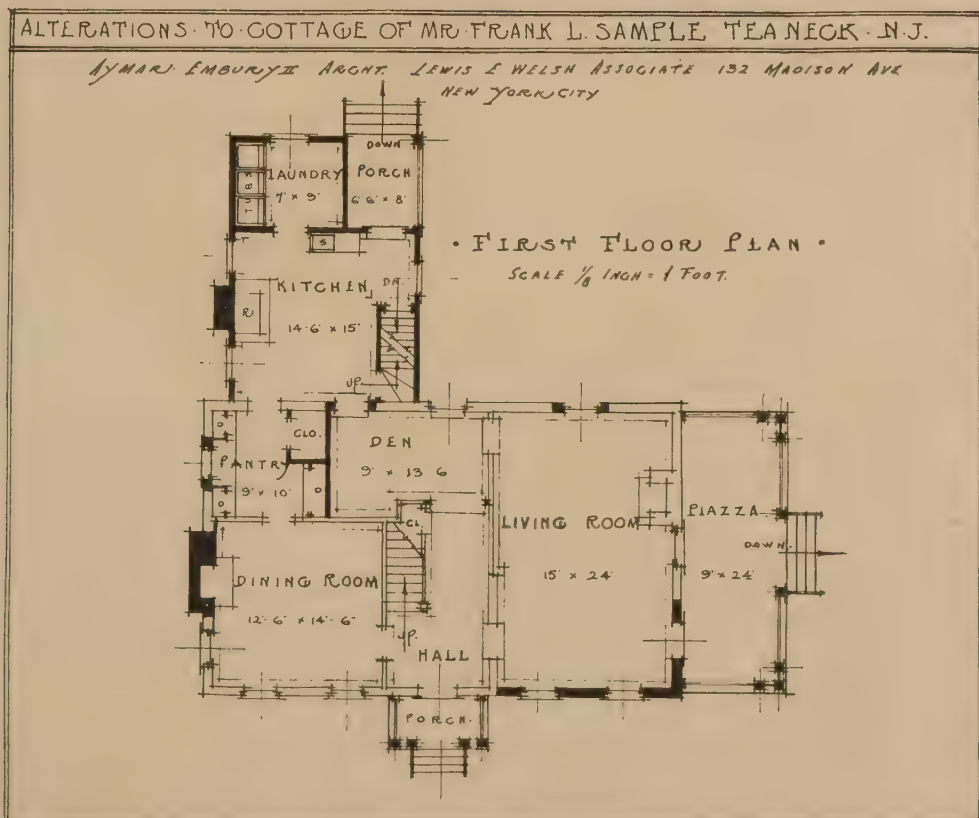 ALTERATIONS · TO · COTTAGE OF MR · FRANK L. SAMPLE TEANECK · N · J.
AYMAR EMBURY II ARCHT. LEWIS E WELSH ASSOCIATE 132 MADISON AVE
NEW YORK CITY
DOWN
LAUNDRY
7' × 9'
TUBS
PORCH
6'6" × 8'
· FIRST FLOOR PLAN ·
SCALE 1/8 INCH = 1 FOOT.
S
KITCHEN
DN.
R
14'·6" × 15'
UP.
CLO.
DEN
9' × 13'6
PANTRY
9' × 10'
D
D
D
CL.
LIVING ROOM
15' × 24'
PIAZZA
DOWN.
9' × 24'
DINING ROOM
12'·6" × 14'·6"
UP.
HALL
PORCH.